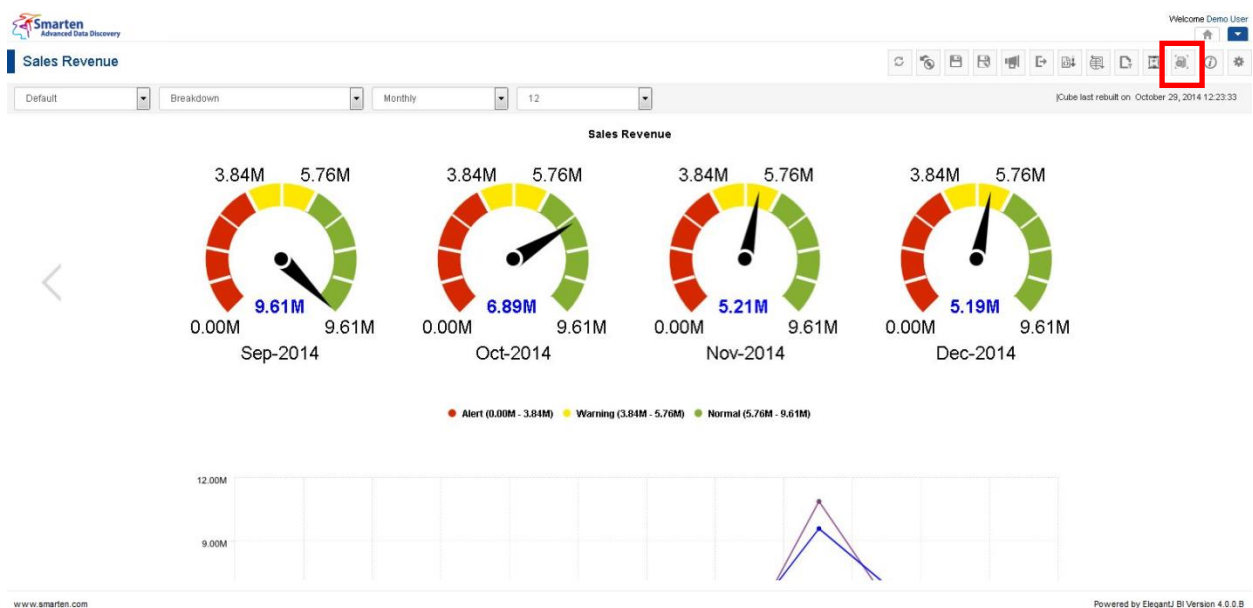 Smarten
Advanced Data Discovery
Welcome Demo User
Sales Revenue
Default Breakdown Monthly 12 |Cube last rebuilt on October 29, 2014 12:23:33
Sales Revenue
3.84M 5.76M 3.84M 5.76M 3.84M 5.76M 3.84M 5.76M
9.61M 6.89M 5.21M 5.19M
0.00M 9.61M 0.00M 9.61M 0.00M 9.61M 0.00M 9.61M
Sep-2014 Oct-2014 Nov-2014 Dec-2014
Alert (0.00M - 3.84M) Warning (3.84M - 5.76M) Normal (5.76M - 9.61M)
12.00M
9.00M
www.smarten.com Powered by ElegantJ BI Version 4.0.0.B